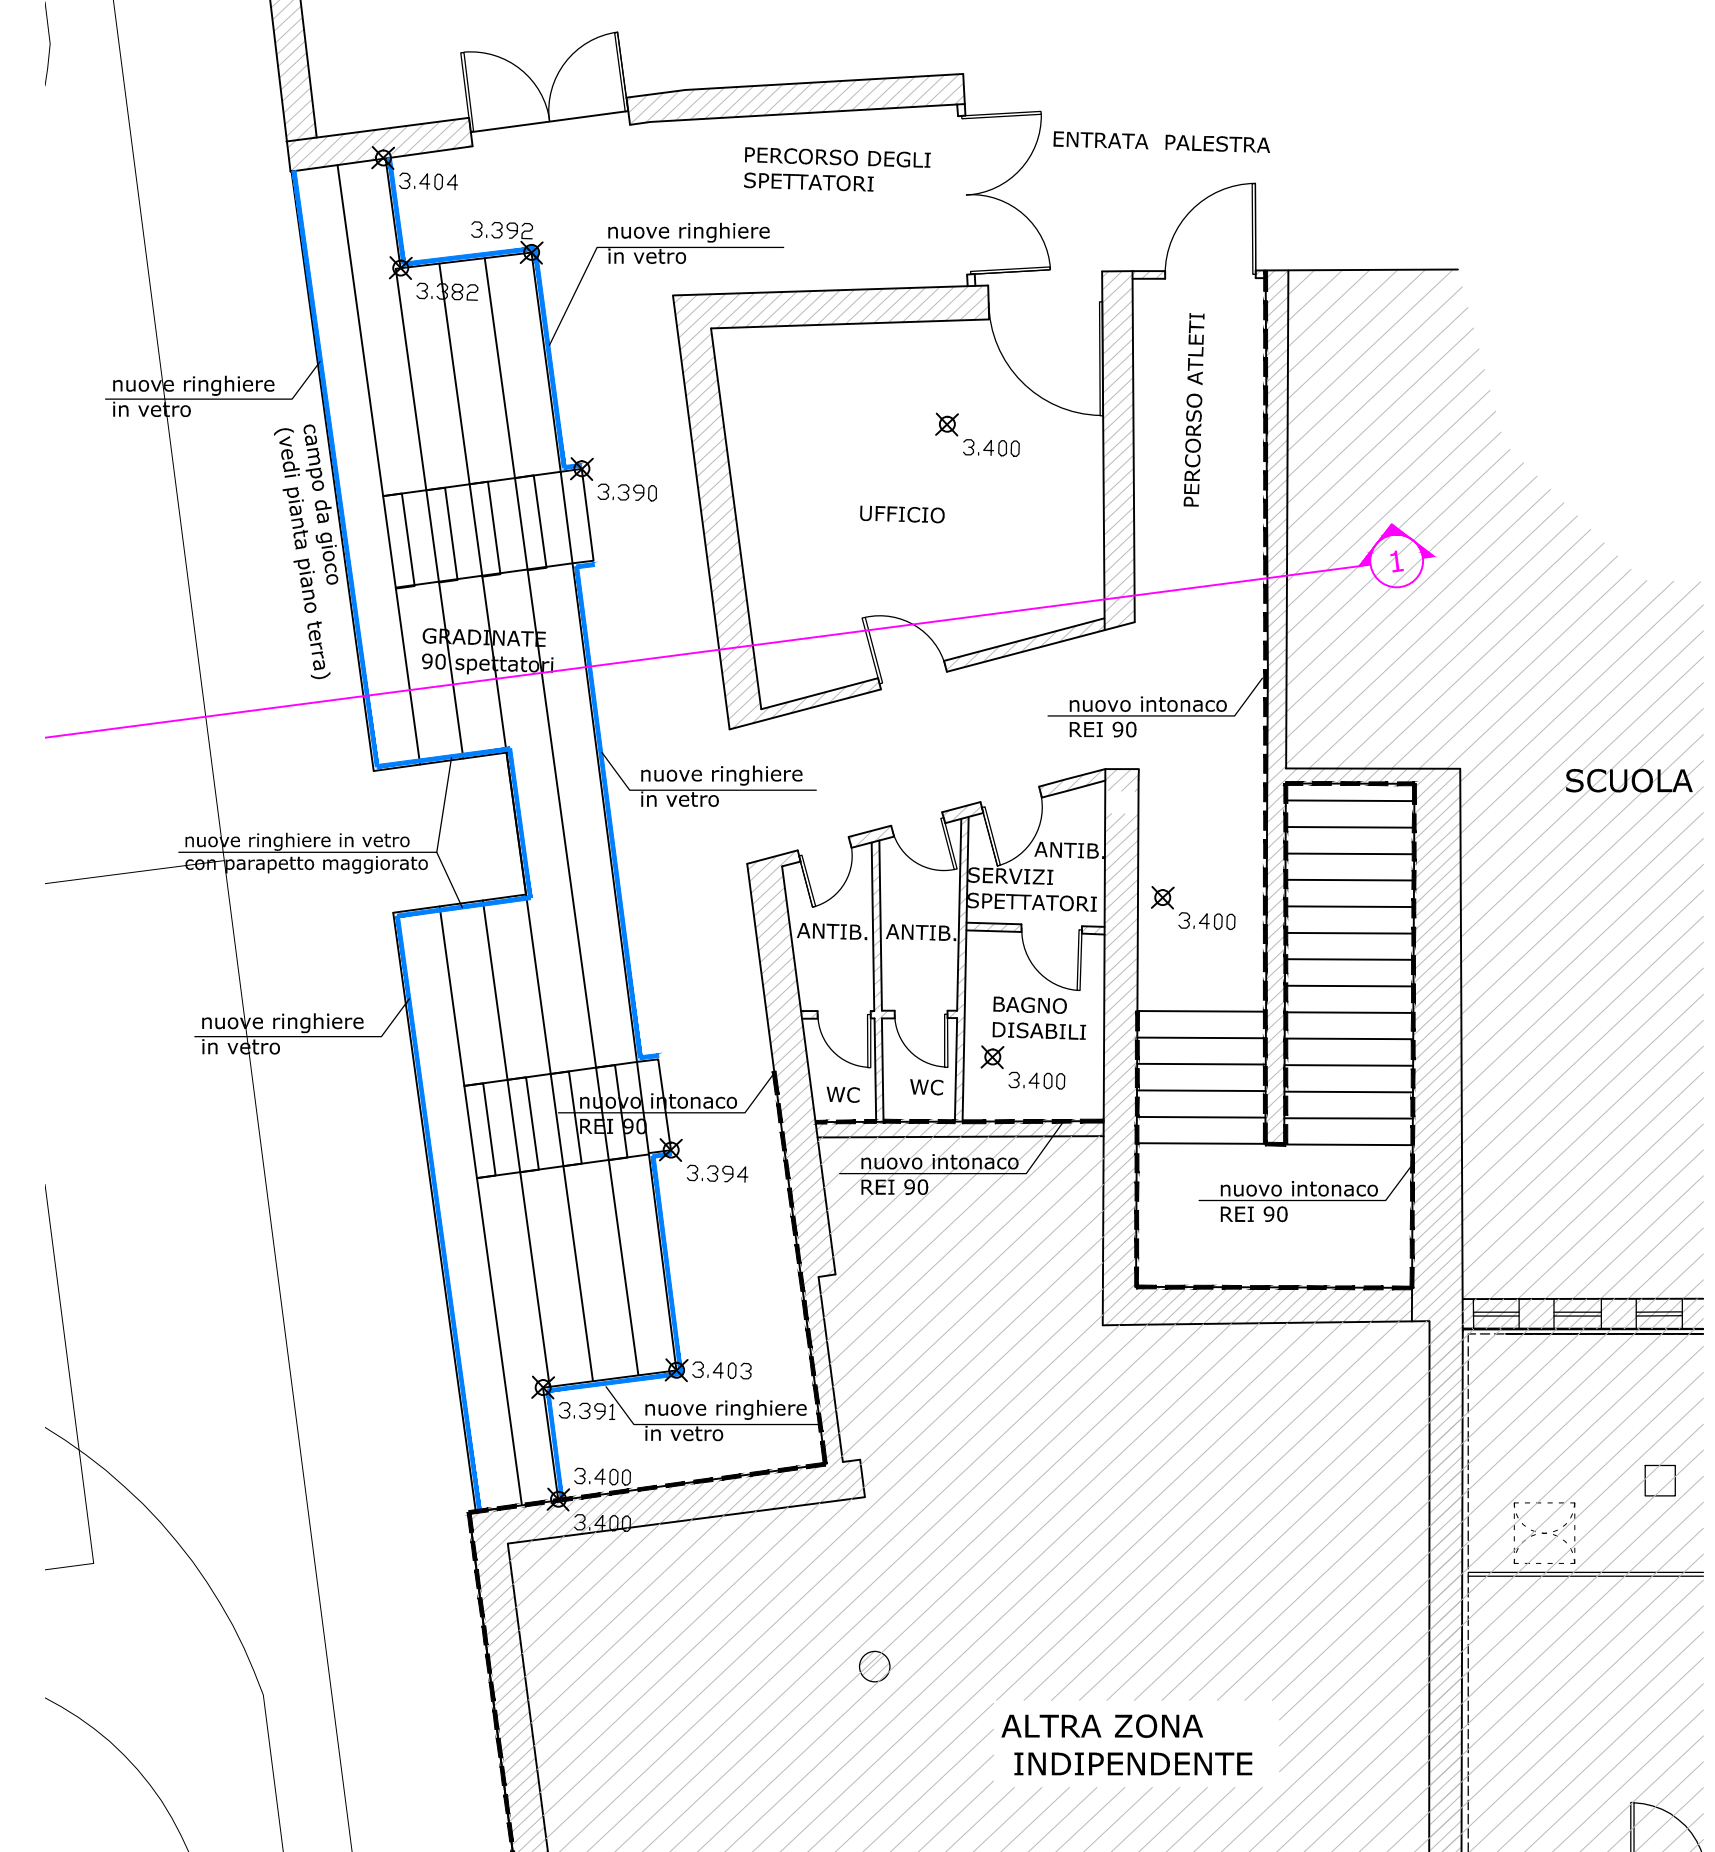 ENTRATA  PALESTRA
PERCORSO DEGLI
SPETTATORI
3.404
3.392
nuove ringhiere
in vetro
3.382
PERCORSO ATLETI
nuove ringhiere
in vetro
campo da gioco
(vedi pianta piano terra)
3.400
3.390
UFFICIO
1
GRADINATE
90 spettatori
nuovo intonaco
REI 90
nuove ringhiere
in vetro
SCUOLA
nuove ringhiere in vetro
con parapetto maggiorato
ANTIB.
SERVIZI
SPETTATORI
3.400
ANTIB.
ANTIB.
nuove ringhiere
in vetro
BAGNO
DISABILI
3.400
WC
WC
nuovo intonaco
REI 90
3.394
nuovo intonaco
REI 90
nuovo intonaco
REI 90
3.403
3.391
nuove ringhiere
in vetro
3.400
3.400
ALTRA ZONA
INDIPENDENTE